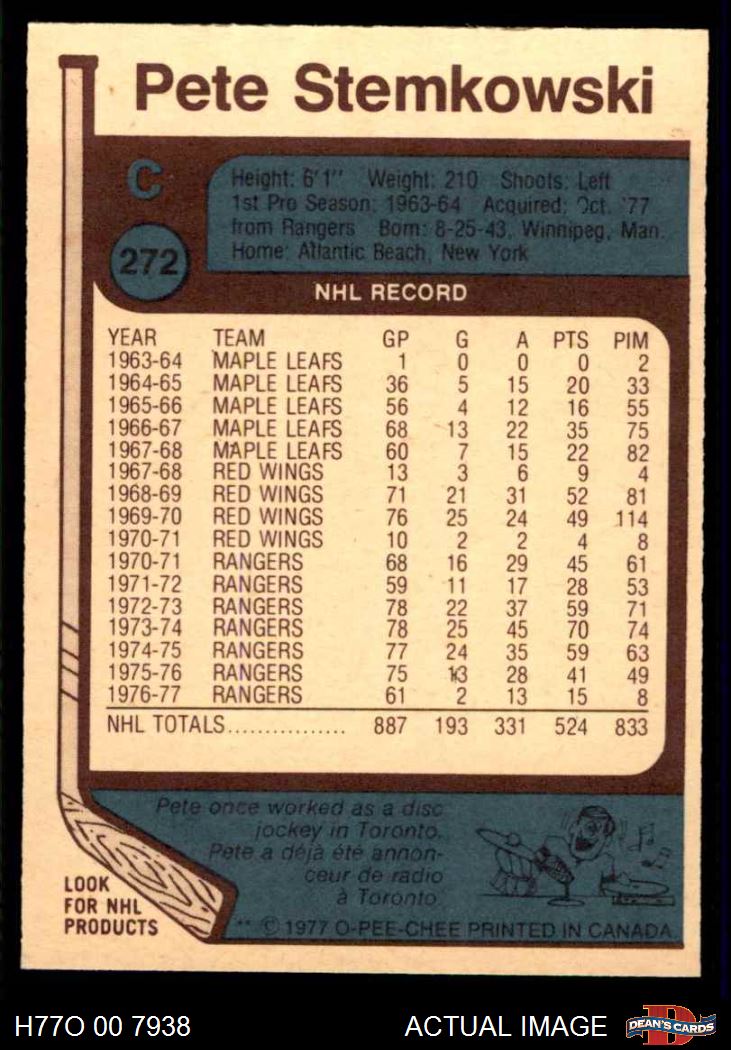 Pete Stemkowski
C
Height: 6'1" Weight: 210 Shoots: Left
1st Pro Season: 1963-64 Acquired: Oct. '77
from Rangers Born: 8-25-43, Winnipeg, Man.
Home: Atlantic Beach, New York
272
NHL RECORD
YEAR TEAM GP G A PTS PIM
1963-64 MAPLE LEAFS 1 0 0 0 2
1964-65 MAPLE LEAFS 36 5 15 20 33
1965-66 MAPLE LEAFS 56 4 12 16 55
1966-67 MAPLE LEAFS 68 13 22 35 75
1967-68 MAPLE LEAFS 60 7 15 22 82
1967-68 RED WINGS 13 3 6 9 4
1968-69 RED WINGS 71 21 31 52 81
1969-70 RED WINGS 76 25 24 49 114
1970-71 RED WINGS 10 2 2 4 8
1970-71 RANGERS 68 16 29 45 61
1971-72 RANGERS 59 11 17 28 53
1972-73 RANGERS 78 22 37 59 71
1973-74 RANGERS 78 25 45 70 74
1974-75 RANGERS 77 24 35 59 63
1975-76 RANGERS 75 13 28 41 49
1976-77 RANGERS 61 2 13 15 8
NHL TOTALS................ 887 193 331 524 833
Pete once worked as a disc
jockey in Toronto.
Pete a déjà été annon-
ceur de radio
à Toronto
LOOK
FOR NHL
PRODUCTS
** © 1977 O-PEE-CHEE PRINTED IN CANADA
H77O 00 7938 ACTUAL IMAGE
D
DEAN'S CARDS